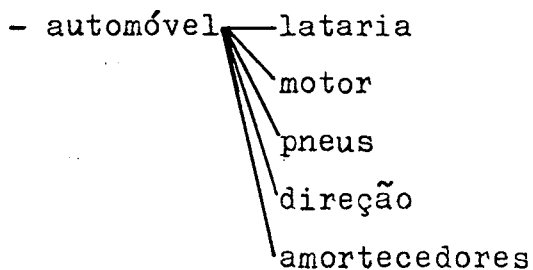 - automóvel lataria
motor
pneus
direção
amortecedores